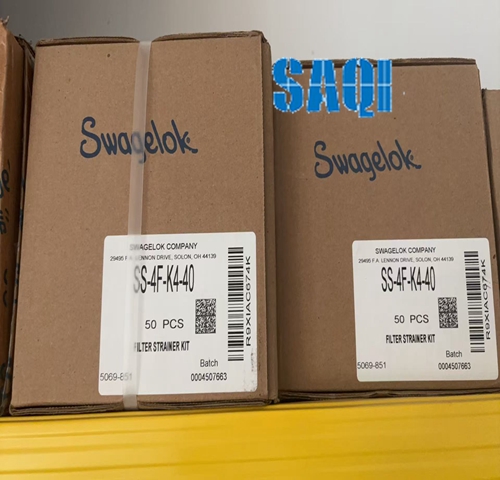 SAQI
Swagelok
SWAGELOK COMPANY
29495 F.A. LENNON DRIVE, SOLON, OH 44139
SS-4F-K4-40
50 PCS
FILTER STRAINER KIT
Batch
5069-851
0004507663
R9XIAC674K
Swagelok
SWAGELOK COMPANY
29495 F.A. LENNON DRIVE, SOLON, OH 44139
SS-4F-K4-40
50 PCS
FILTER STRAINER KIT
Batch
5069-851
0004507663
R9XIAC674K